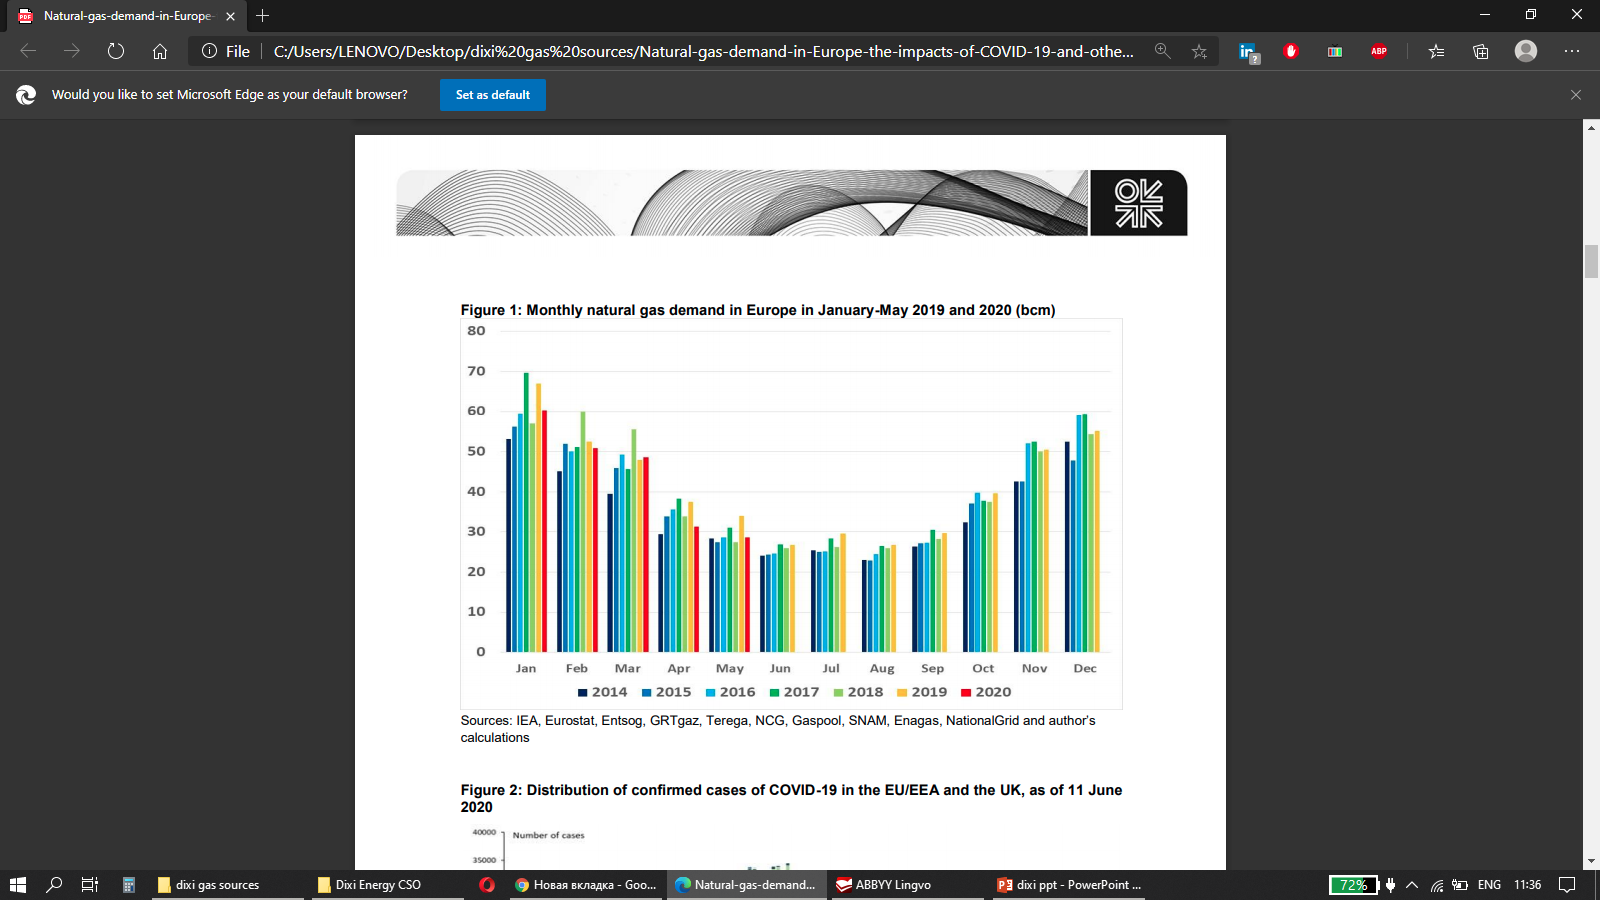 Natural-gas-demand-in-Europe-
File
C:/Users/LENOVO/Desktop/dixi%20gas%20sources/Natural-gas-demand-in-Europe-the-impacts-of-COVID-19-and-othe...
ABP
Would you like to set Microsoft Edge as your default browser?
Set as default
Figure 1: Monthly natural gas demand in Europe in January-May 2019 and 2020 (bcm)
80
70
60
50
40
30
20
10
0
Jan Feb Mar Apr May Jun Jul Aug Sep Oct Nov Dec
2014 2015 2016 2017 2018 2019 2020
Sources: IEA, Eurostat, Entsog, GRTgaz, Terega, NCG, Gaspool, SNAM, Enagas, NationalGrid and author's
calculations
Figure 2: Distribution of confirmed cases of COVID-19 in the EU/EEA and the UK, as of 11 June
2020
40000
Number of cases
35000
dixi gas sources
Dixi Energy CSO
Новая вкладка - Goo...
Natural-gas-demand...
ABBYY Lingvo
dixi ppt - PowerPoint ...
72%
ENG
11:36